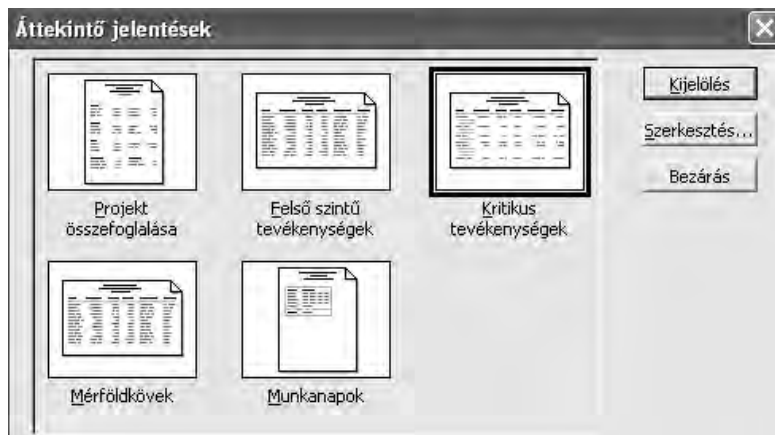 Áttekintő jelentések
Kijelölés
Szerkesztés...
Bezárás
Projekt
összefoglalása
Felső szintű
tevékenységek
Kritikus
tevékenységek
Mérföldkövek
Munkanapok